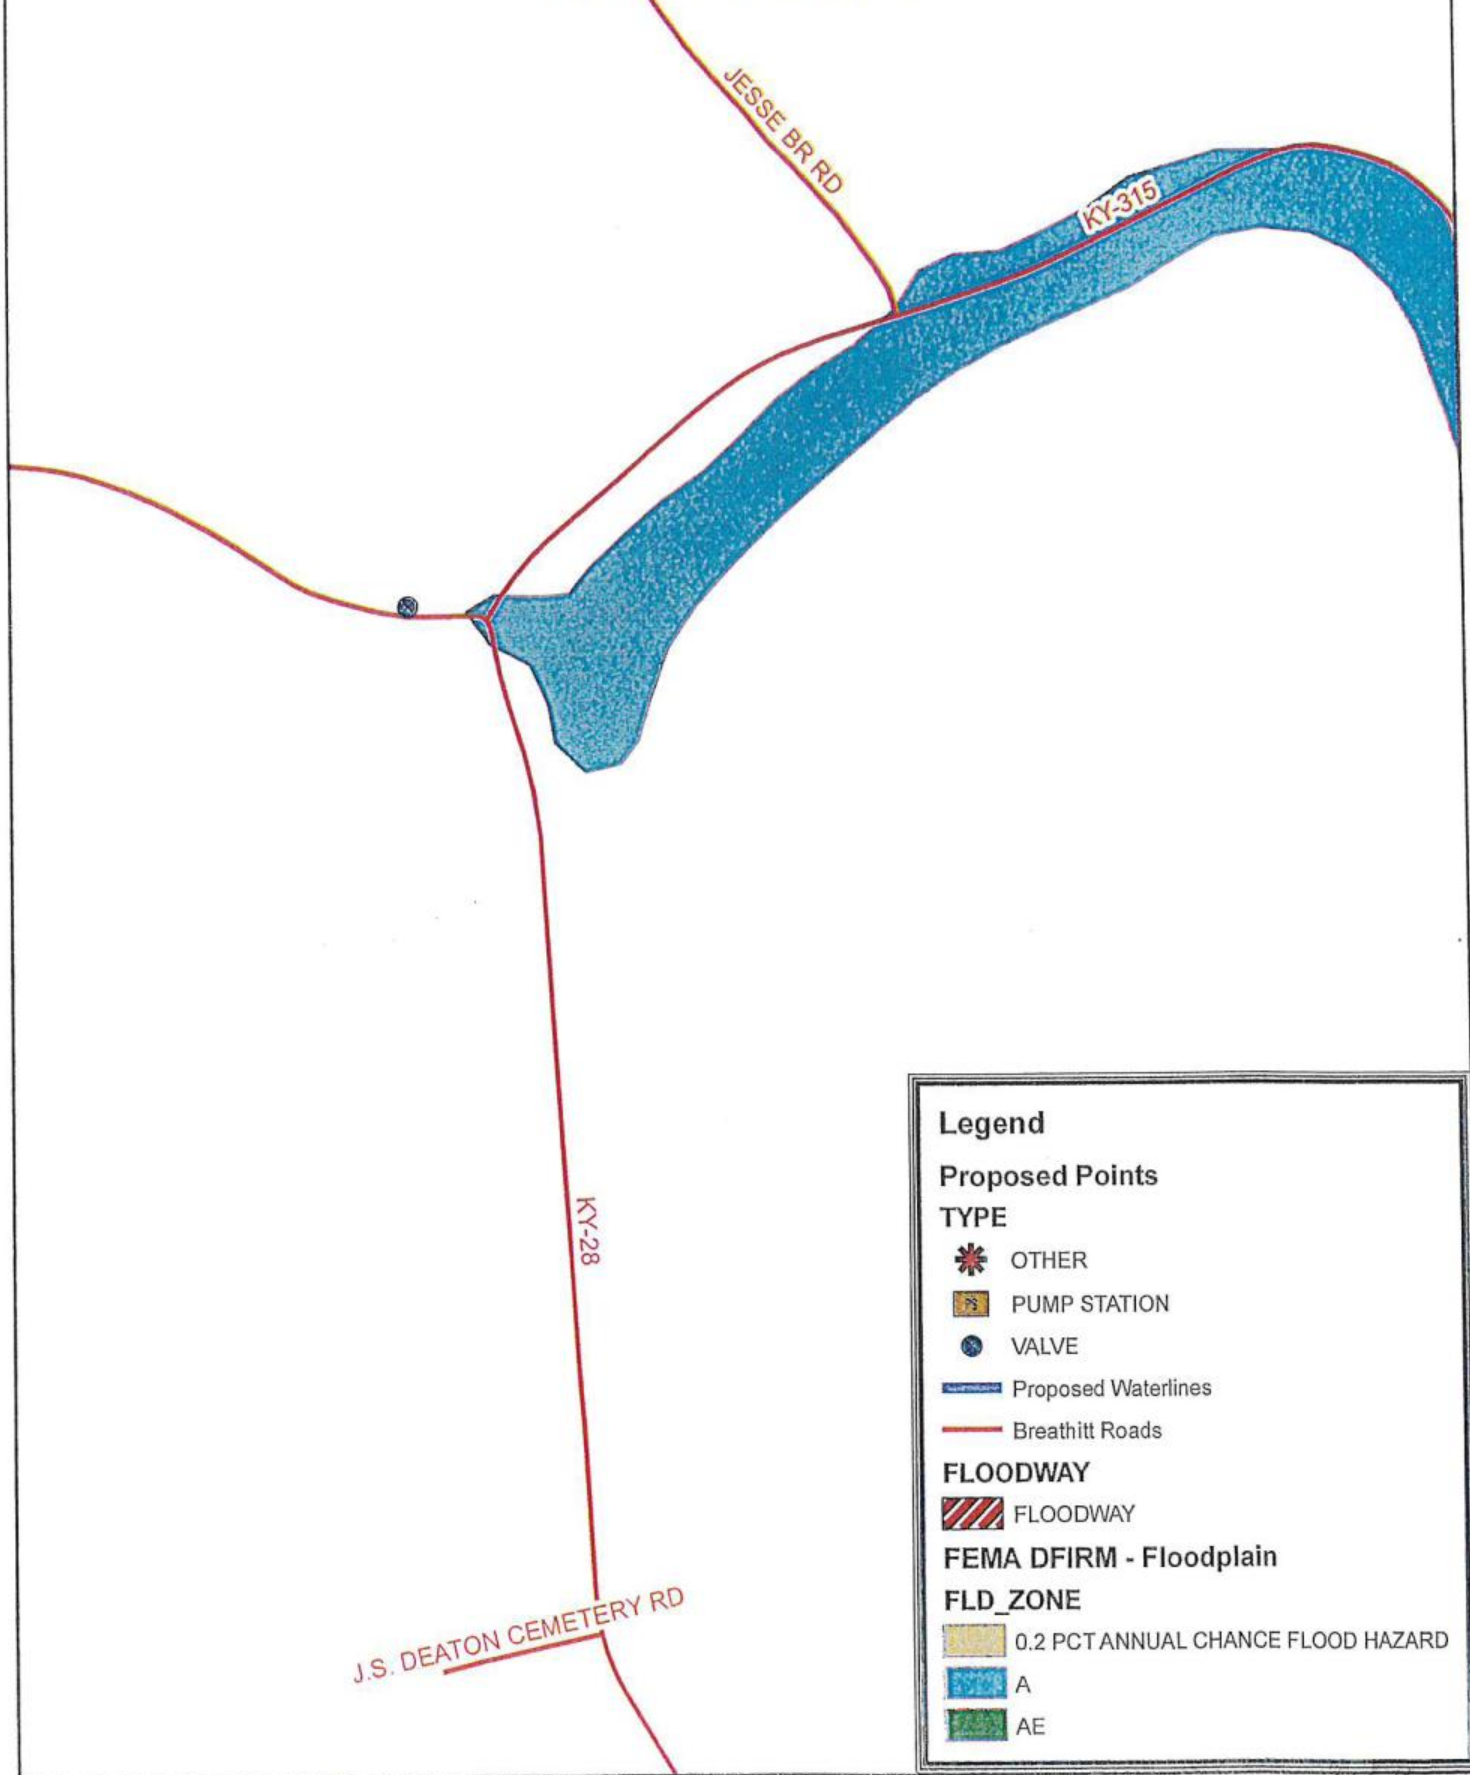 JESSE BR RD
KY-315
KY-28
J.S. DEATON CEMETERY RD
Legend
Proposed Points
TYPE
OTHER
PS PUMP STATION
VALVE
Proposed Waterlines
Breathitt Roads
FLOODWAY
FLOODWAY
FEMA DFIRM - Floodplain
FLD_ZONE
0.2 PCT ANNUAL CHANCE FLOOD HAZARD
A
AE